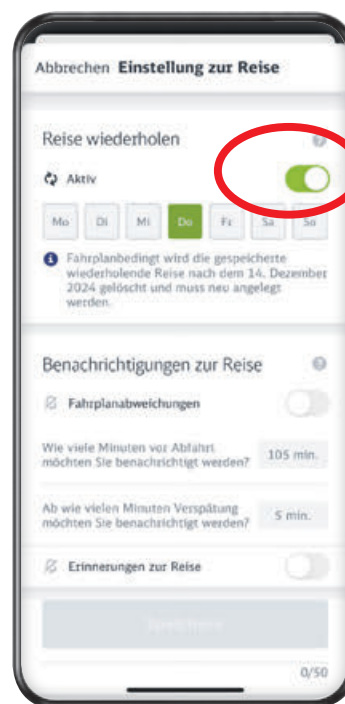 Abbrechen Einstellung zur Reise
Reise wiederholen
Aktiv
Mo Di Mi Do Fr Sa So
Fahrplanbedingt wird die gespeicherte
wiederholende Reise nach dem 14. Dezember
2024 gelöscht und muss neu angelegt
werden.
Benachrichtigungen zur Reise
Fahrplanabweichungen
Wie viele Minuten vor Abfahrt
möchten Sie benachrichtigt werden?
105 min.
Ab wie vielen Minuten Verspätung
möchten Sie benachrichtigt werden?
5 min.
Erinnerungen zur Reise
Speichern
0/50